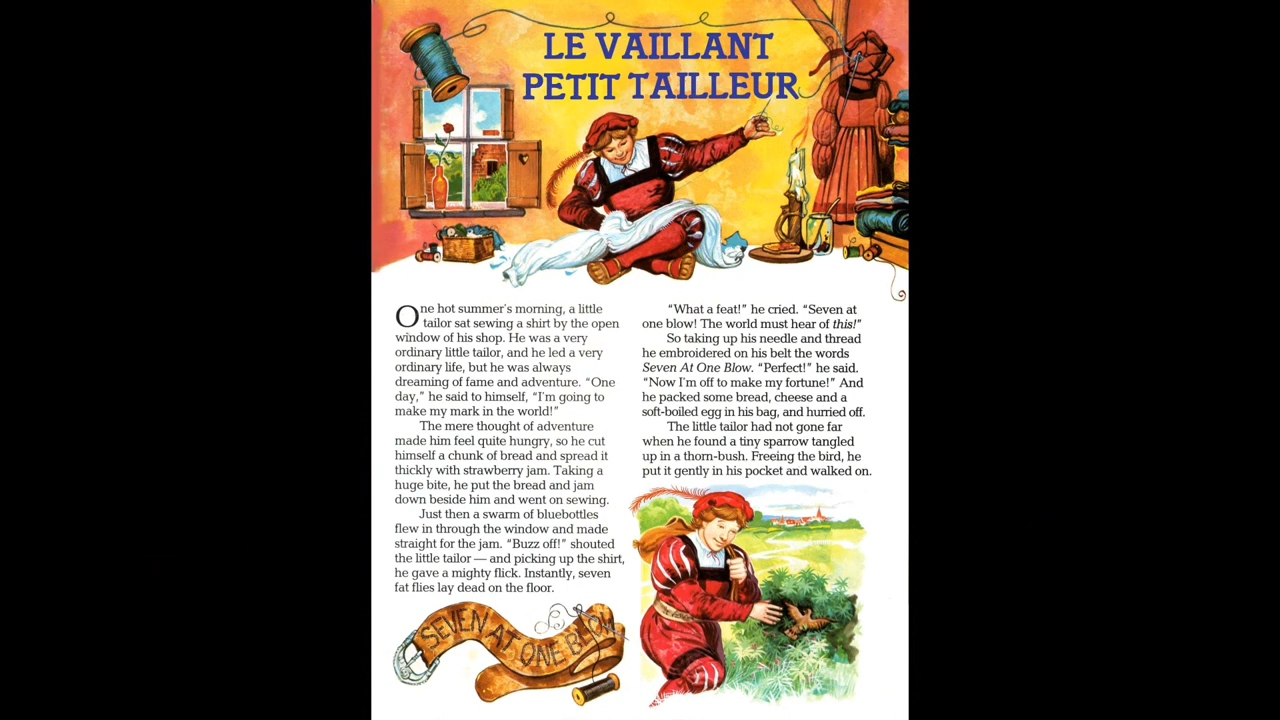 LE VAILLANT
PETIT TAILLEUR
One hot summer's morning, a little
tailor sat sewing a shirt by the open
window of his shop. He was a very
ordinary little tailor, and he led a very
ordinary life, but he was always
dreaming of fame and adventure. “One
day,” he said to himself, “I'm going to
make my mark in the world!”
The mere thought of adventure
made him feel quite hungry, so he cut
himself a chunk of bread and spread it
thickly with strawberry jam. Taking a
huge bite, he put the bread and jam
down beside him and went on sewing.
Just then a swarm of bluebottles
flew in through the window and made
straight for the jam. “Buzz off!” shouted
the little tailor — and picking up the shirt,
he gave a mighty flick. Instantly, seven
fat flies lay dead on the floor.
SEVEN AT ONE BLOW
“What a feat!” he cried. “Seven at
one blow! The world must hear of this!”
So taking up his needle and thread
he embroidered on his belt the words
Seven At One Blow. “Perfect!” he said.
“Now I'm off to make my fortune!” And
he packed some bread, cheese and a
soft-boiled egg in his bag, and hurried off.
The little tailor had not gone far
when he found a tiny sparrow tangled
up in a thorn-bush. Freeing the bird, he
put it gently in his pocket and walked on.